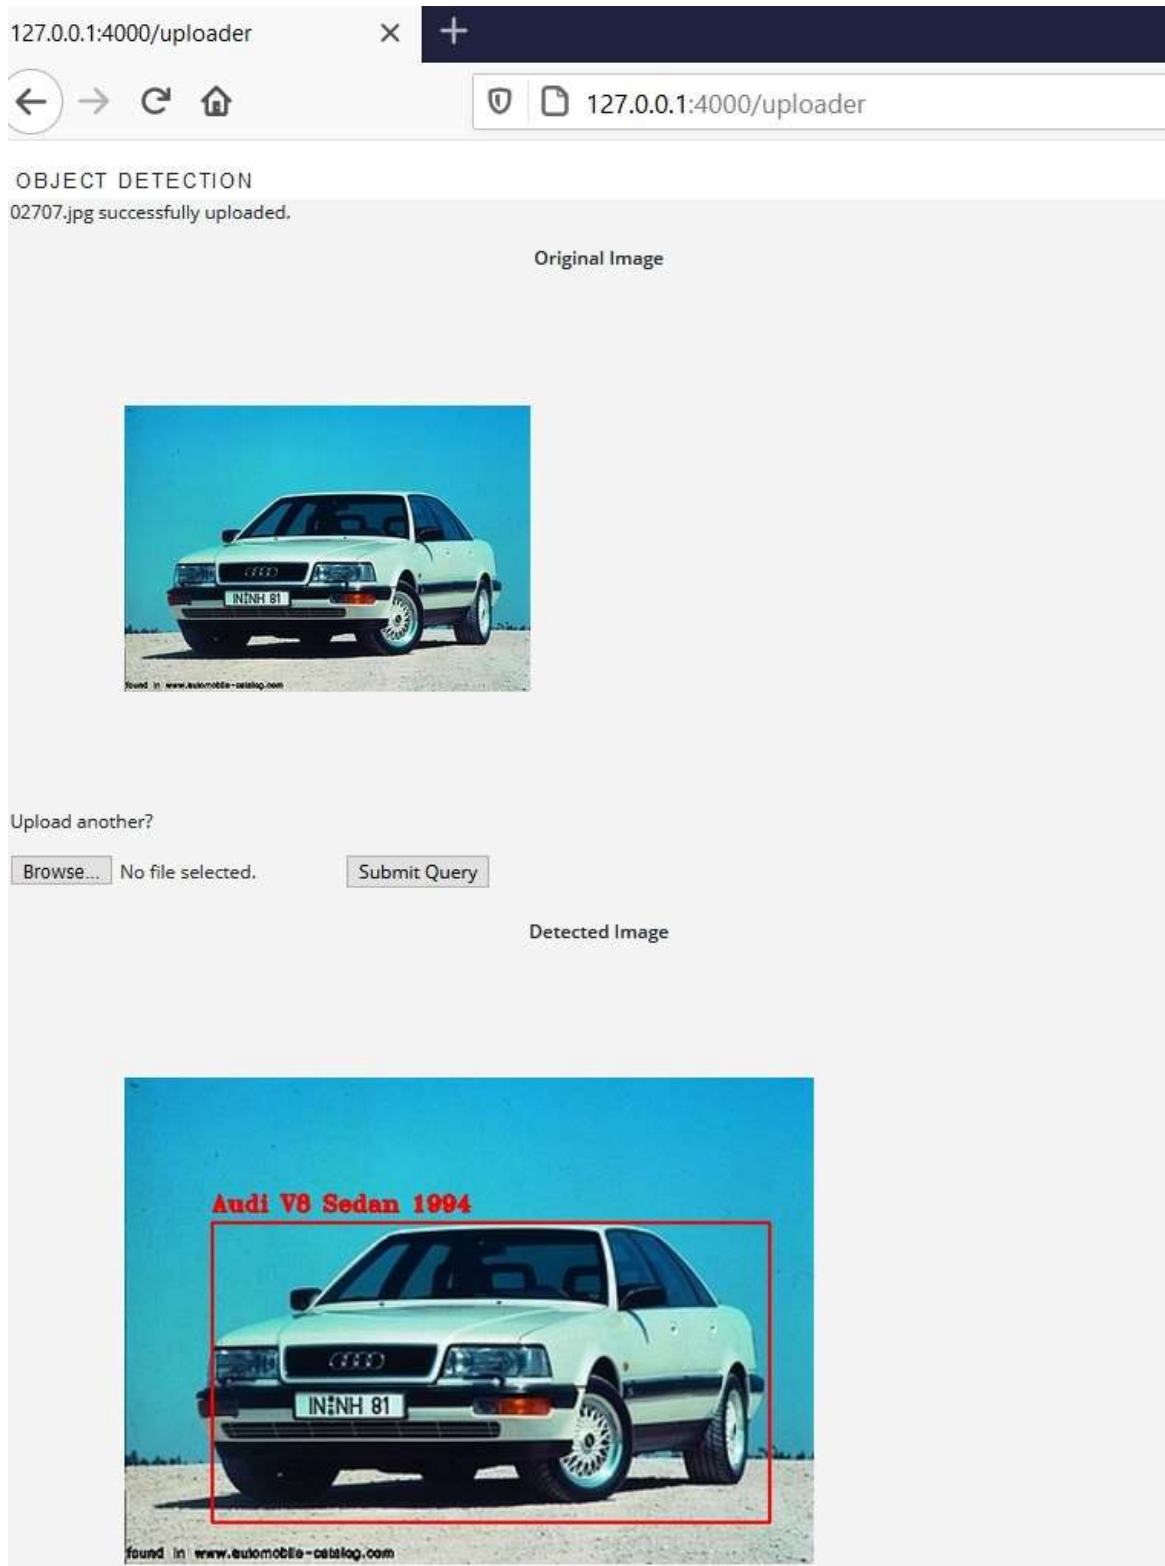 127.0.0.1:4000/uploader
127.0.0.1:4000/uploader
OBJECT DETECTION
02707.jpg successfully uploaded.
Original Image
IN:NH 81
found in www.automobile-catalog.com
Upload another?
Browse... No file selected. Submit Query
Detected Image
Audi V8 Sedan 1994
IN:NH 81
found in www.automobile-catalog.com